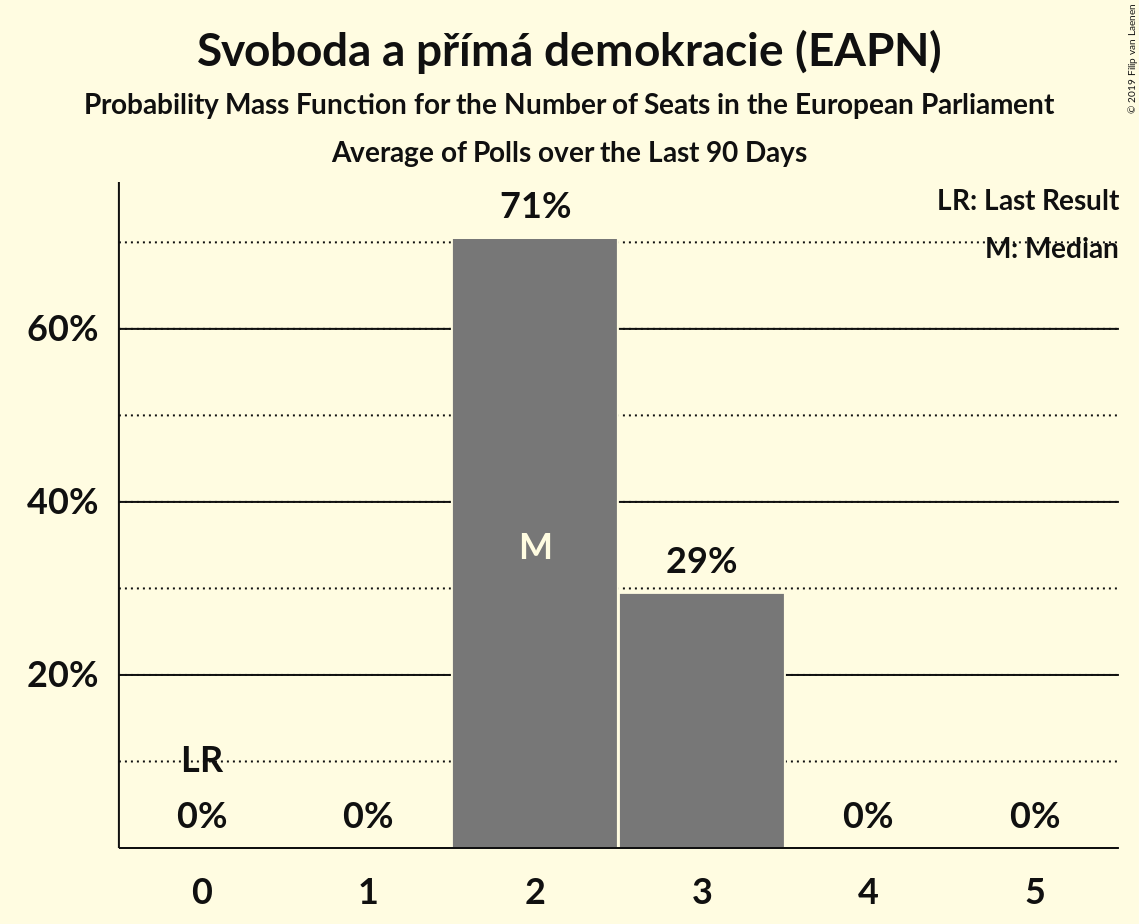 Svoboda a přímá demokracie (EAPN)
Probability Mass Function for the Number of Seats in the European Parliament
Average of Polls over the Last 90 Days
© 2019 Filip van Laenen
LR: Last Result
M: Median
71%
60%
40%
M
29%
20%
LR
0% 0% 0% 0%
0 1 2 3 4 5